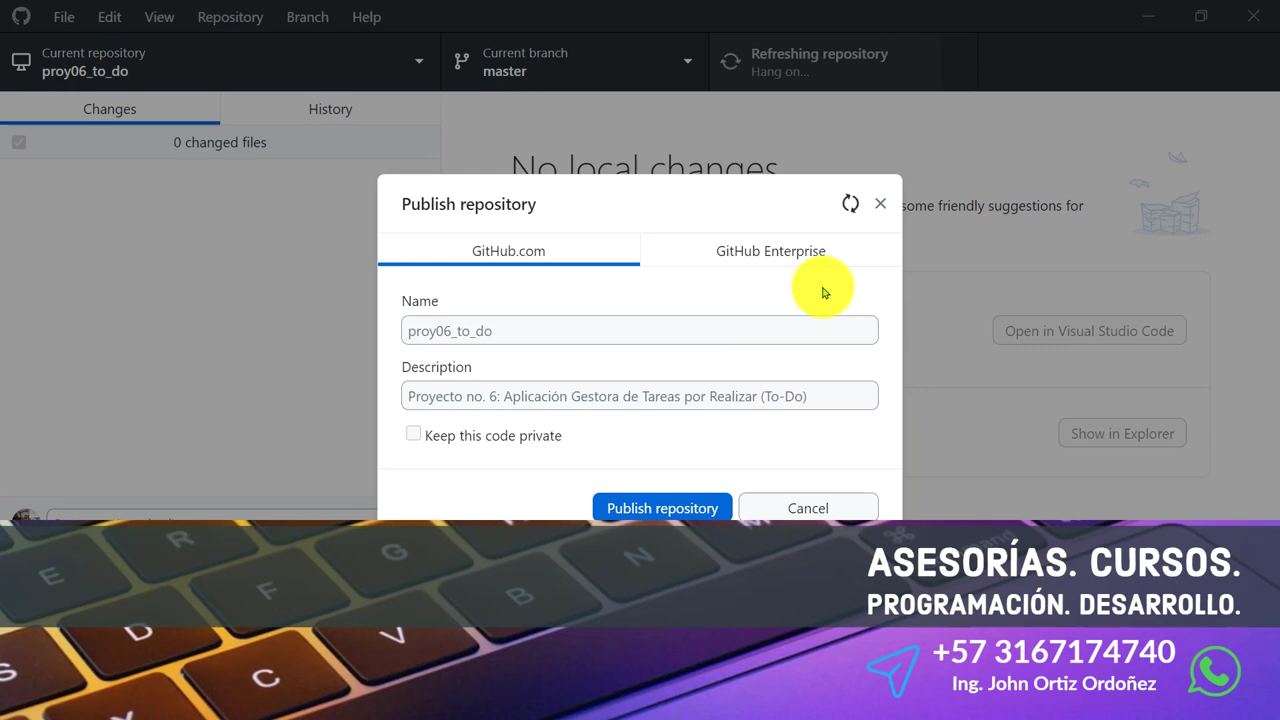 File Edit View Repository Branch Help
Current repository
proy06_to_do
Current branch
master
Refreshing repository
Hang on...
Changes History
0 changed files
No local changes
some friendly suggestions for
Publish repository
GitHub.com GitHub Enterprise
Name
proy06_to_do
Open in Visual Studio Code
Description
Proyecto no. 6: Aplicación Gestora de Tareas por Realizar (To-Do)
Keep this code private
Show in Explorer
Publish repository Cancel
ASESORÍAS. CURSOS.
PROGRAMACIÓN. DESARROLLO.
+57 3167174740
Ing. John Ortiz Ordoñez
E R F G B N D V C S